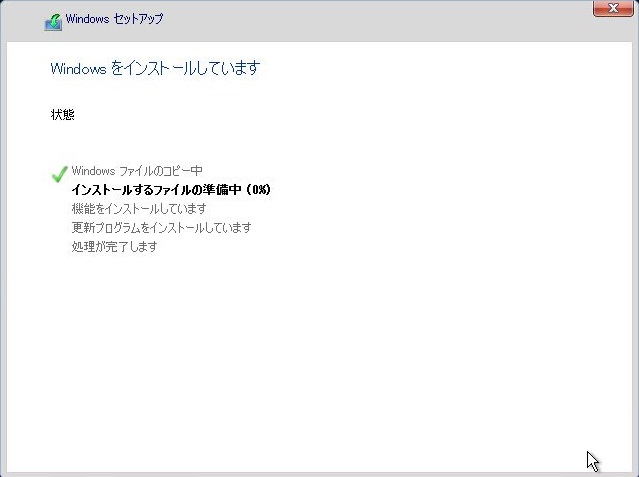 Windows セットアップ
Windows をインストールしています
状態
Windows ファイルのコピー中
インストールするファイルの準備中 (0%)
機能をインストールしています
更新プログラムをインストールしています
処理が完了します